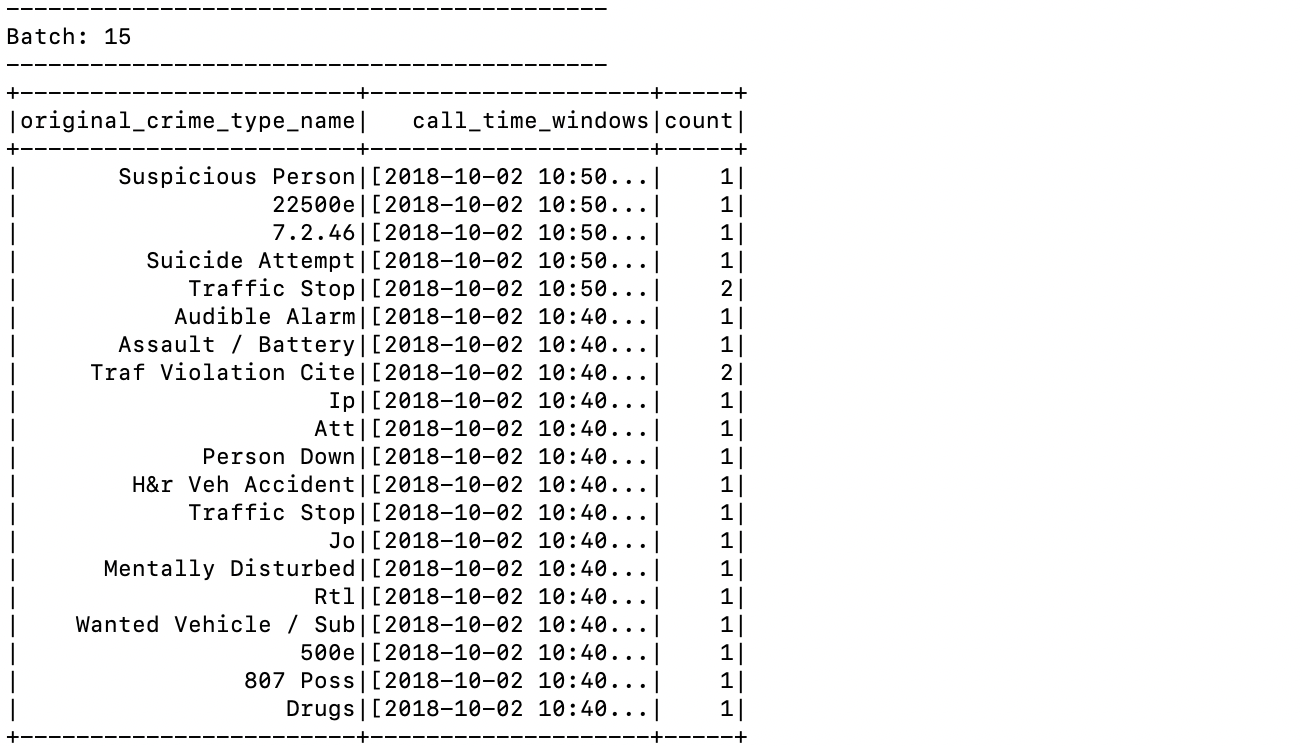 -------------------------------------------
Batch: 15
-------------------------------------------
+------------------------+--------------------+-----+
|original_crime_type_name|   call_time_windows|count|
+------------------------+--------------------+-----+
|       Suspicious Person|[2018-10-02 10:50...|    1|
|                  22500e|[2018-10-02 10:50...|    1|
|                  7.2.46|[2018-10-02 10:50...|    1|
|         Suicide Attempt|[2018-10-02 10:50...|    1|
|            Traffic Stop|[2018-10-02 10:50...|    2|
|           Audible Alarm|[2018-10-02 10:40...|    1|
|       Assault / Battery|[2018-10-02 10:40...|    1|
|     Traf Violation Cite|[2018-10-02 10:40...|    2|
|                      Ip|[2018-10-02 10:40...|    1|
|                     Att|[2018-10-02 10:40...|    1|
|             Person Down|[2018-10-02 10:40...|    1|
|        H&r Veh Accident|[2018-10-02 10:40...|    1|
|            Traffic Stop|[2018-10-02 10:40...|    1|
|                      Jo|[2018-10-02 10:40...|    1|
|      Mentally Disturbed|[2018-10-02 10:40...|    1|
|                     Rtl|[2018-10-02 10:40...|    1|
|    Wanted Vehicle / Sub|[2018-10-02 10:40...|    1|
|                    500e|[2018-10-02 10:40...|    1|
|                807 Poss|[2018-10-02 10:40...|    1|
|                   Drugs|[2018-10-02 10:40...|    1|
+------------------------+--------------------+-----+